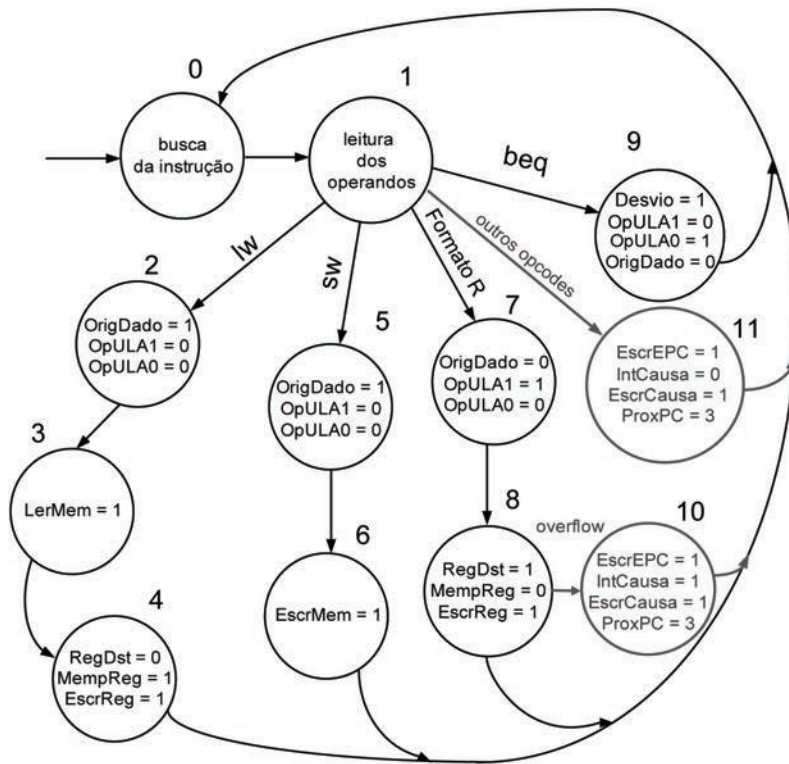 0
busca
da instrução
1
leitura
dos
operandos
beq
9
Desvio = 1
OpULA1 = 0
OpULA0 = 1
OrigDado = 0
lw
sw
Formato R
outros opcodes
2
OrigDado = 1
OpULA1 = 0
OpULA0 = 0
5
OrigDado = 1
OpULA1 = 0
OpULA0 = 0
7
OrigDado = 0
OpULA1 = 1
OpULA0 = 0
11
EscrEPC = 1
IntCausa = 0
EscrCausa = 1
ProxPC = 3
3
LerMem = 1
6
EscrMem = 1
8
RegDst = 1
MempReg = 0
EscrReg = 1
overflow
10
EscrEPC = 1
IntCausa = 1
EscrCausa = 1
ProxPC = 3
4
RegDst = 0
MempReg = 1
EscrReg = 1